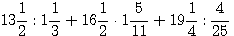 13 1/2 : 1 1/3 + 16 1/2 · 1 5/11 + 19 1/4 : 4/25